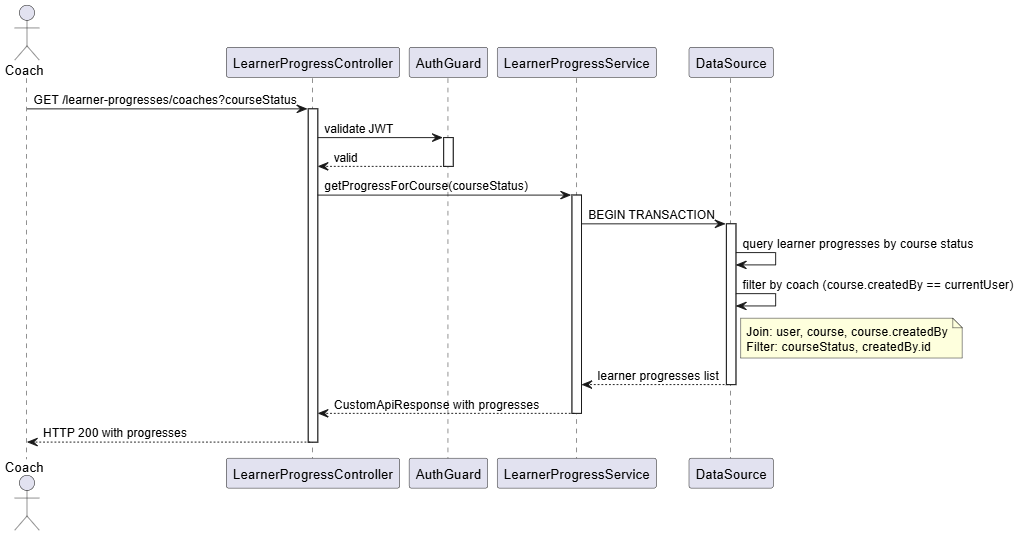 Coach
LearnerProgressController
AuthGuard
LearnerProgressService
DataSource
GET /learner-progresses/coaches?courseStatus
validate JWT
valid
getProgressForCourse(courseStatus)
BEGIN TRANSACTION
query learner progresses by course status
filter by coach (course.createdBy == currentUser)
Join: user, course, course.createdBy
Filter: courseStatus, createdBy.id
learner progresses list
CustomApiResponse with progresses
HTTP 200 with progresses
Coach
LearnerProgressController
AuthGuard
LearnerProgressService
DataSource